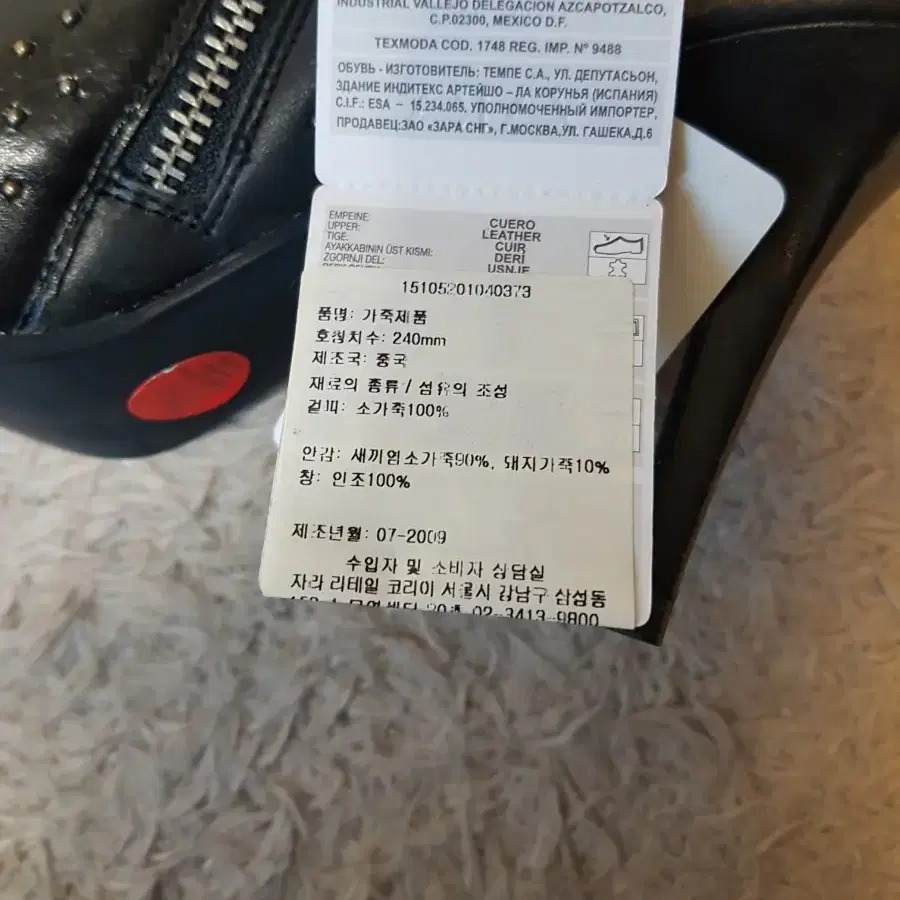 INDUSTRIAL VALLEJO DELEGACION AZCAPOTZALCO,
C.P.02300, MEXICO D.F.
TEXMODA COD. 1748 REG. IMP. Nº 9488
ОБУВЬ - ИЗГОТОВИТЕЛЬ: ТЕМПЕ С.А., УЛ. ДЕПУТАСЬОН,
ЗДАНИЕ ИНДИТЕКС АРТЕЙШО – ЛА КОРУНЬЯ (ИСПАНИЯ)
C.I.F.: ESA – 15.234.065. УПОЛНОМОЧЕННЫЙ ИМПОРТЕР,
ПРОДАВЕЦ:ЗАО «ЗАРА СНГ», Г.МОСКВА,УЛ. ГАШЕКА,Д.6
EMPEINE: CUERO
UPPER: LEATHER
TIGE: CUIR
AYAKKABININ ÜST KISMI: DERİ
ZGORNJI DEL: USNJE
15105201040373
품명: 가죽제품
호칭치수: 240mm
제조국: 중국
재료의 종류/섬유의 조성
겉피: 소가죽100%
안감: 새끼염소가죽90%, 돼지가죽10%
창: 인조100%
제조년월: 07-2009
수입자 및 소비자 상담실
자라 리테일 코리아 서울시 강남구 삼성동
02-3413-9800